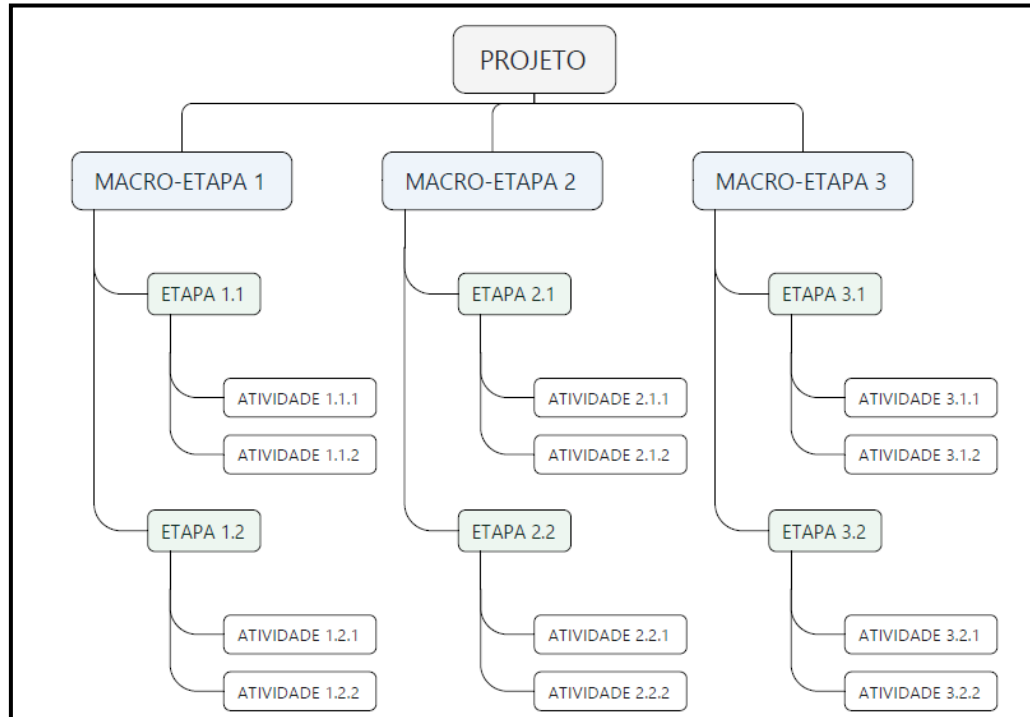 PROJETO
MACRO-ETAPA 1
MACRO-ETAPA 2
MACRO-ETAPA 3
ETAPA 1.1
ETAPA 2.1
ETAPA 3.1
ATIVIDADE 1.1.1
ATIVIDADE 2.1.1
ATIVIDADE 3.1.1
ATIVIDADE 1.1.2
ATIVIDADE 2.1.2
ATIVIDADE 3.1.2
ETAPA 1.2
ETAPA 2.2
ETAPA 3.2
ATIVIDADE 1.2.1
ATIVIDADE 2.2.1
ATIVIDADE 3.2.1
ATIVIDADE 1.2.2
ATIVIDADE 2.2.2
ATIVIDADE 3.2.2